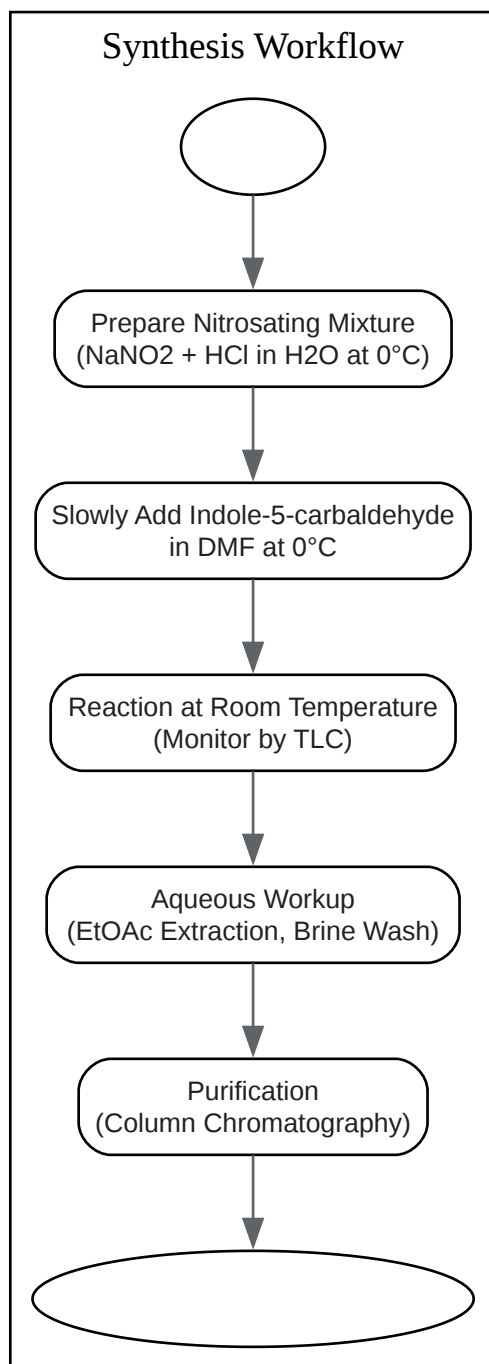 Synthesis Workflow
Prepare Nitrosating Mixture
(NaNO2 + HCl in H2O at 0°C)
Slowly Add Indole-5-carbaldehyde
in DMF at 0°C
Reaction at Room Temperature
(Monitor by TLC)
Aqueous Workup
(EtOAc Extraction, Brine Wash)
Purification
(Column Chromatography)